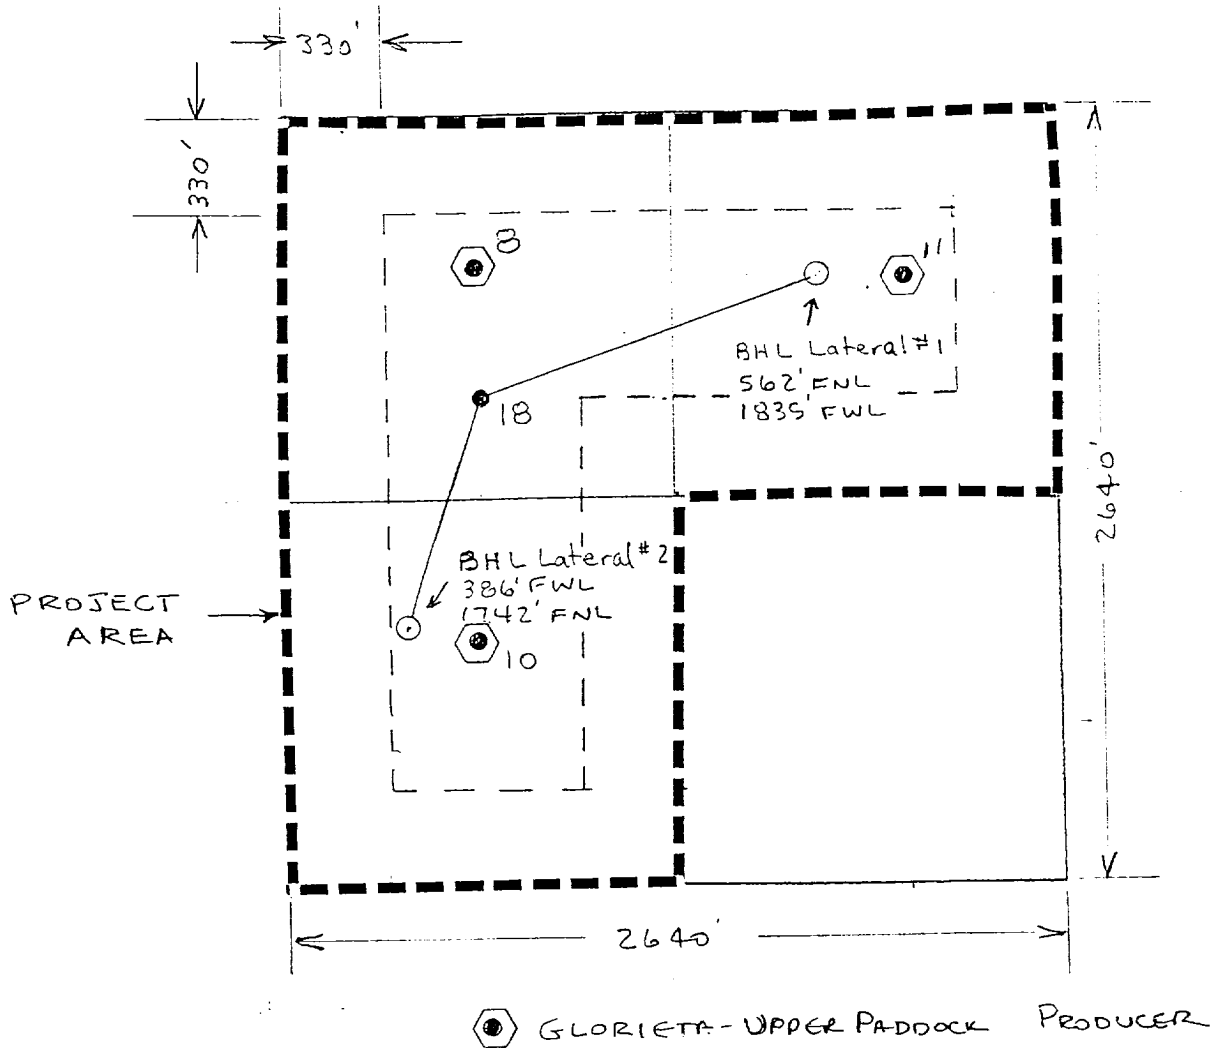 330'
330'
8
11
BHL Lateral #1
562' FNL
1835' FWL
18
2640'
BHL Lateral #2
386' FWL
1742' FNL
10
PROJECT
AREA
2640'
GLORIETA-UPPER PADDOCK PRODUCER